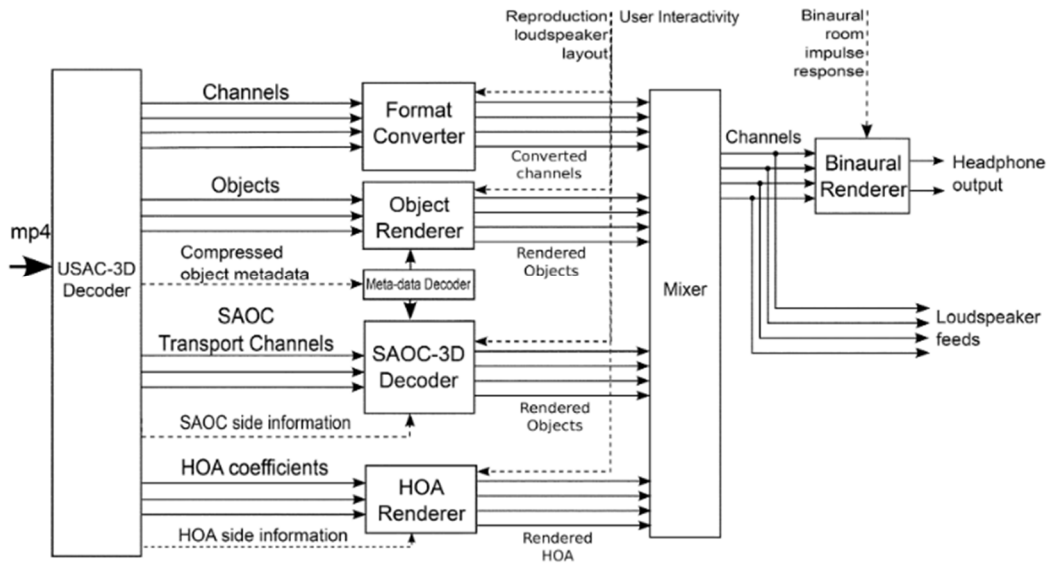 Reproduction
loudspeaker
layout
User Interactivity
Binaural
room
impulse
response
Channels
Format
Converter
Converted
channels
Channels
Binaural
Renderer
Headphone
output
Objects
Object
Renderer
Rendered
Objects
mp4
USAC-3D
Decoder
Compressed
object metadata
Meta-data Decoder
Mixer
SAOC
Transport Channels
SAOC-3D
Decoder
Loudspeaker
feeds
Rendered
Objects
SAOC side information
HOA coefficients
HOA
Renderer
HOA side information
Rendered
HOA